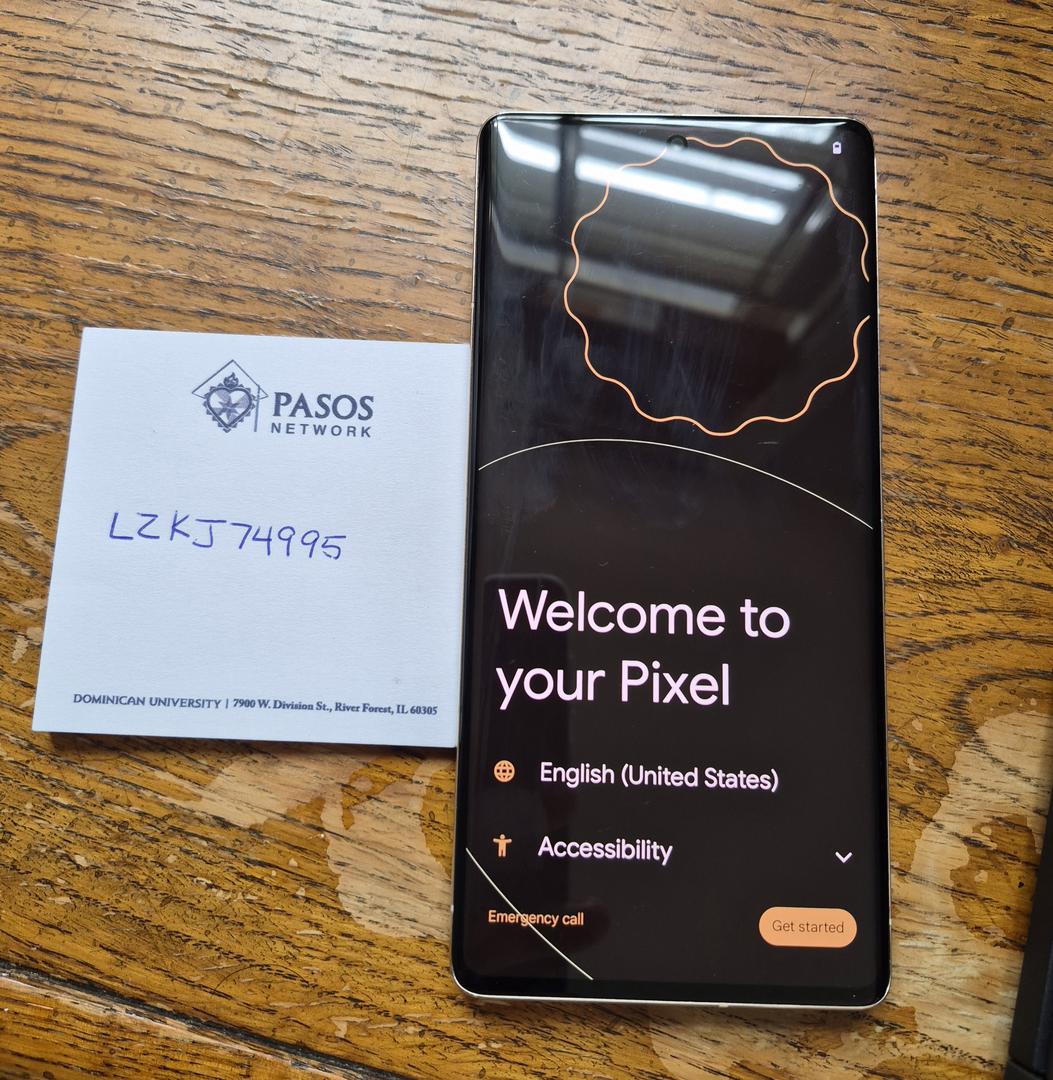 PASOS
NETWORK
LZKJ74995
DOMINICAN UNIVERSITY | 7900 W. Division St., River Forest, IL 60305
Welcome to
your Pixel
English (United States)
Accessibility
Emergency call
Get started